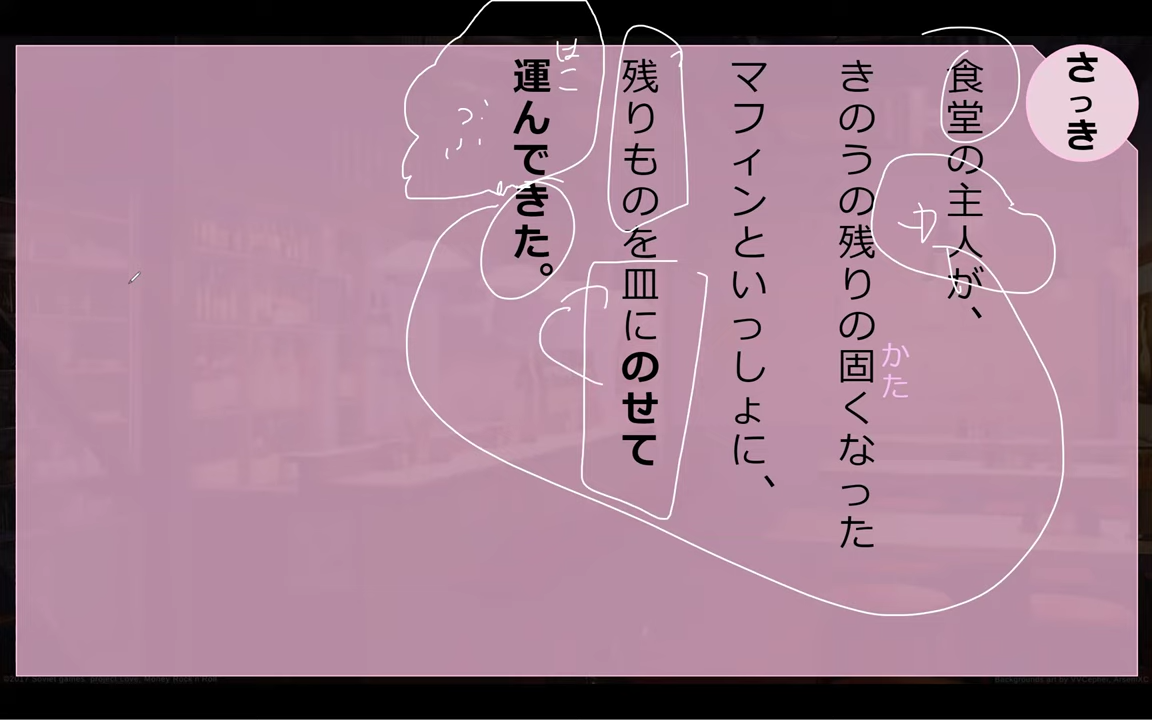 さっき
食堂の主人が、
きのうの残りの固くなった
かた
マフィンといっしょに、
残りものを皿にのせて
運んできた。
はこ